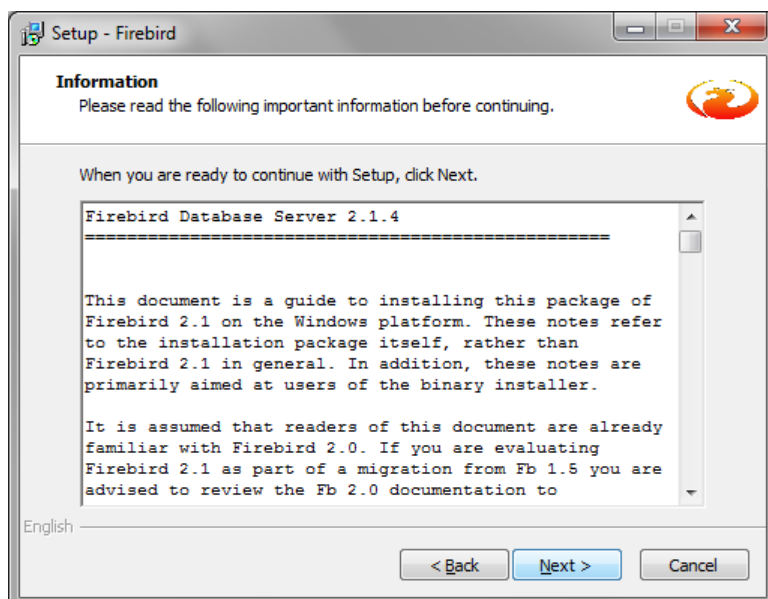 Setup - Firebird
Information
Please read the following important information before continuing.
When you are ready to continue with Setup, click Next.
Firebird Database Server 2.1.4
==================================================
This document is a guide to installing this package of
Firebird 2.1 on the Windows platform. These notes refer
to the installation package itself, rather than
Firebird 2.1 in general. In addition, these notes are
primarily aimed at users of the binary installer.
It is assumed that readers of this document are already
familiar with Firebird 2.0. If you are evaluating
Firebird 2.1 as part of a migration from Fb 1.5 you are
advised to review the Fb 2.0 documentation to
English
< Back
Next >
Cancel